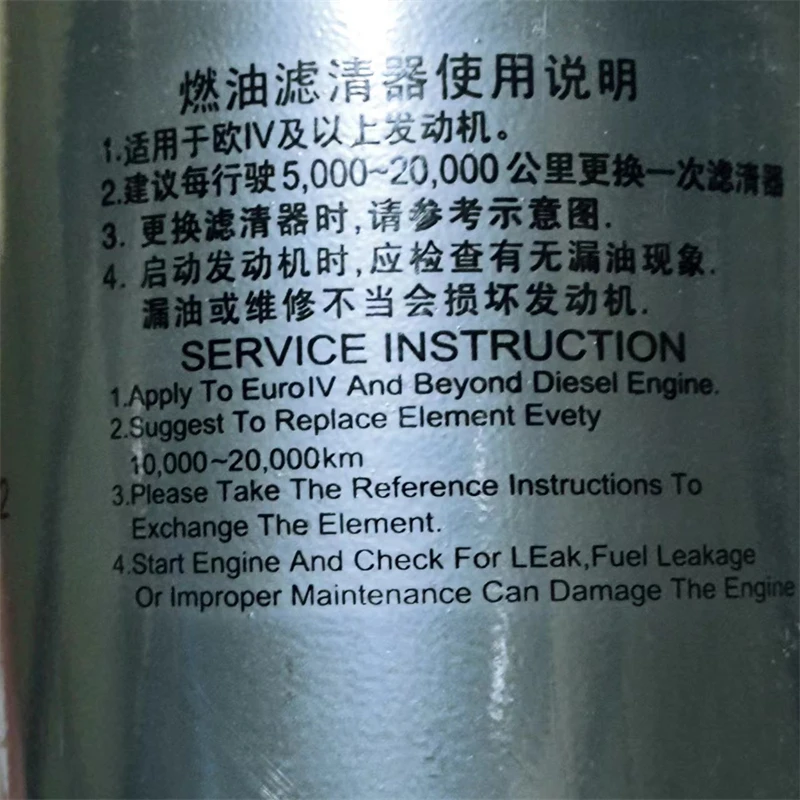 燃油滤清器使用说明
1.适用于欧IV及以上发动机。
2.建议每行驶5,000~20,000公里更换一次滤清器
3. 更换滤清器时,请参考示意图.
4. 启动发动机时,应检查有无漏油现象.
漏油或维修不当会损坏发动机.
SERVICE INSTRUCTION
1.Apply To EuroIV And Beyond Diesel Engine.
2.Suggest To Replace Element Evety
10,000~20,000km
3.Please Take The Reference Instructions To
Exchange The Element.
4.Start Engine And Check For LEak,Fuel Leakage
Or Improper Maintenance Can Damage The Engine
2